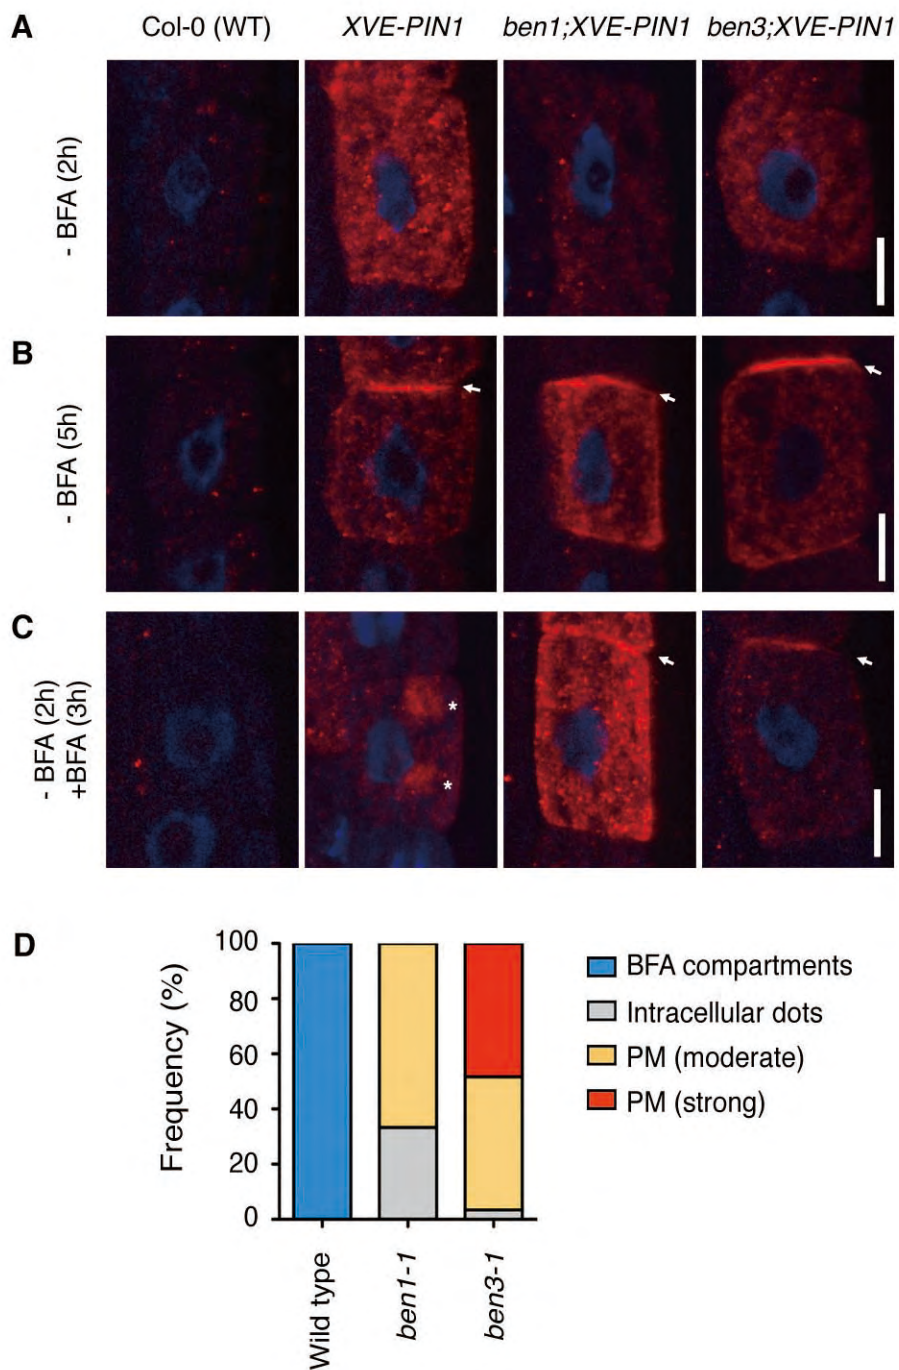 A
Col-0 (WT) XVE-PIN1 ben1;XVE-PIN1 ben3;XVE-PIN1
- BFA (2h)
B
- BFA (5h)
C
- BFA (2h)
+BFA (3h)
*
*
D
Frequency (%)
100
80
60
40
20
0
Wild type
ben1-1
ben3-1
BFA compartments
Intracellular dots
PM (moderate)
PM (strong)